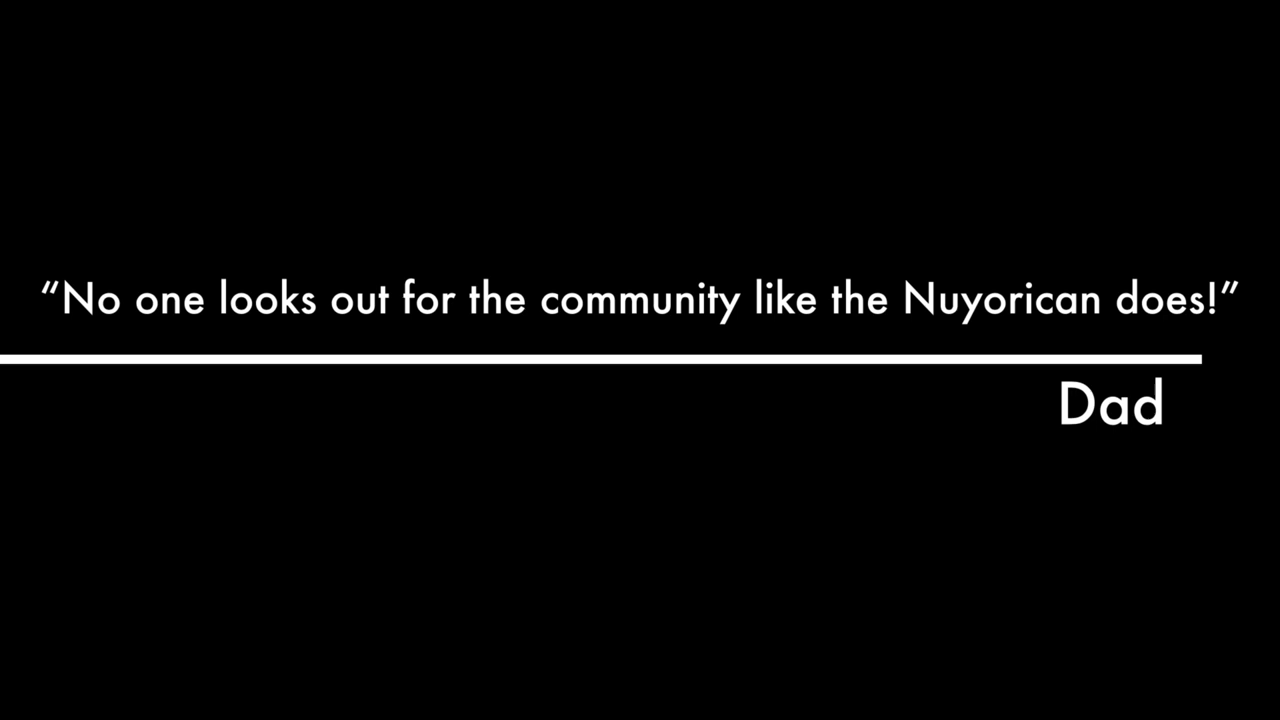 “No one looks out for the community like the Nuyorican does!”
Dad